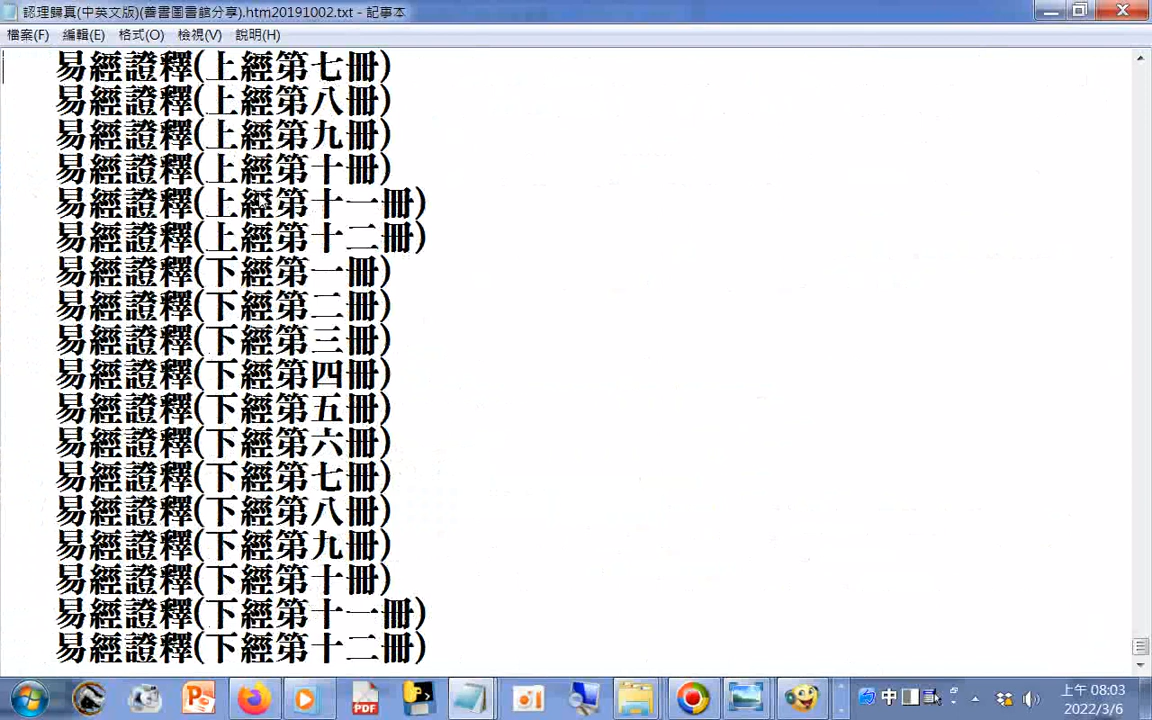 認理歸真(中英文版)(善書圖書館分享).htm20191002.txt - 記事本
檔案(F) 編輯(E) 格式(O) 檢視(V) 說明(H)
易經證釋(上經第七冊)
易經證釋(上經第八冊)
易經證釋(上經第九冊)
易經證釋(上經第十冊)
易經證釋(上經第十一冊)
易經證釋(上經第十二冊)
易經證釋(下經第一冊)
易經證釋(下經第二冊)
易經證釋(下經第三冊)
易經證釋(下經第四冊)
易經證釋(下經第五冊)
易經證釋(下經第六冊)
易經證釋(下經第七冊)
易經證釋(下經第八冊)
易經證釋(下經第九冊)
易經證釋(下經第十冊)
易經證釋(下經第十一冊)
易經證釋(下經第十二冊)
PDF
中
上午 08:03
2022/3/6